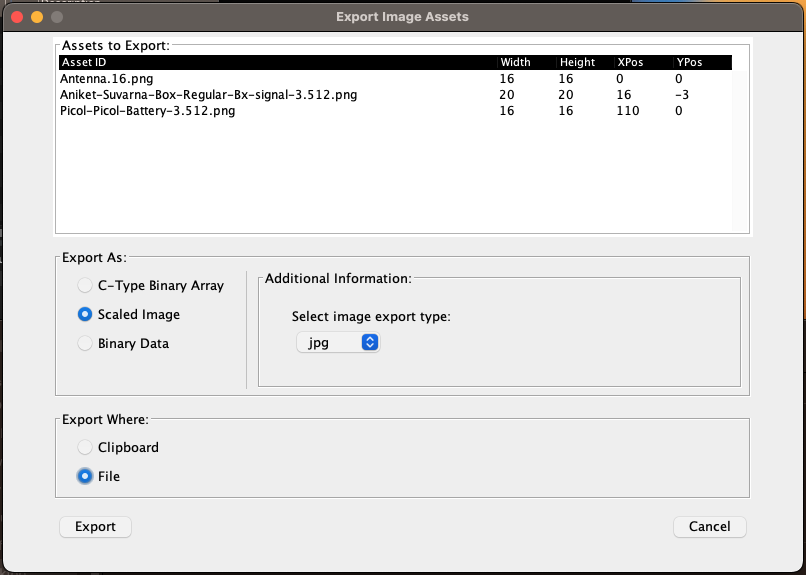 Export Image Assets
Assets to Export:
Asset ID Width Height XPos YPos
Antenna.16.png 16 16 0 0
Aniket-Suvarna-Box-Regular-Bx-signal-3.512.png 20 20 16 -3
Picol-Picol-Battery-3.512.png 16 16 110 0
Export As:
C-Type Binary Array
Scaled Image
Binary Data
Additional Information:
Select image export type:
jpg
Export Where:
Clipboard
File
Export Cancel